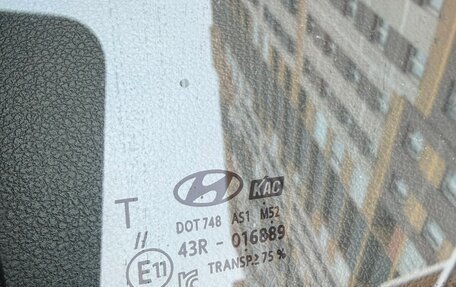 KAC
T DOT 748 AS1 M52
//
43R - 016889
E11 TRANSP≥75%